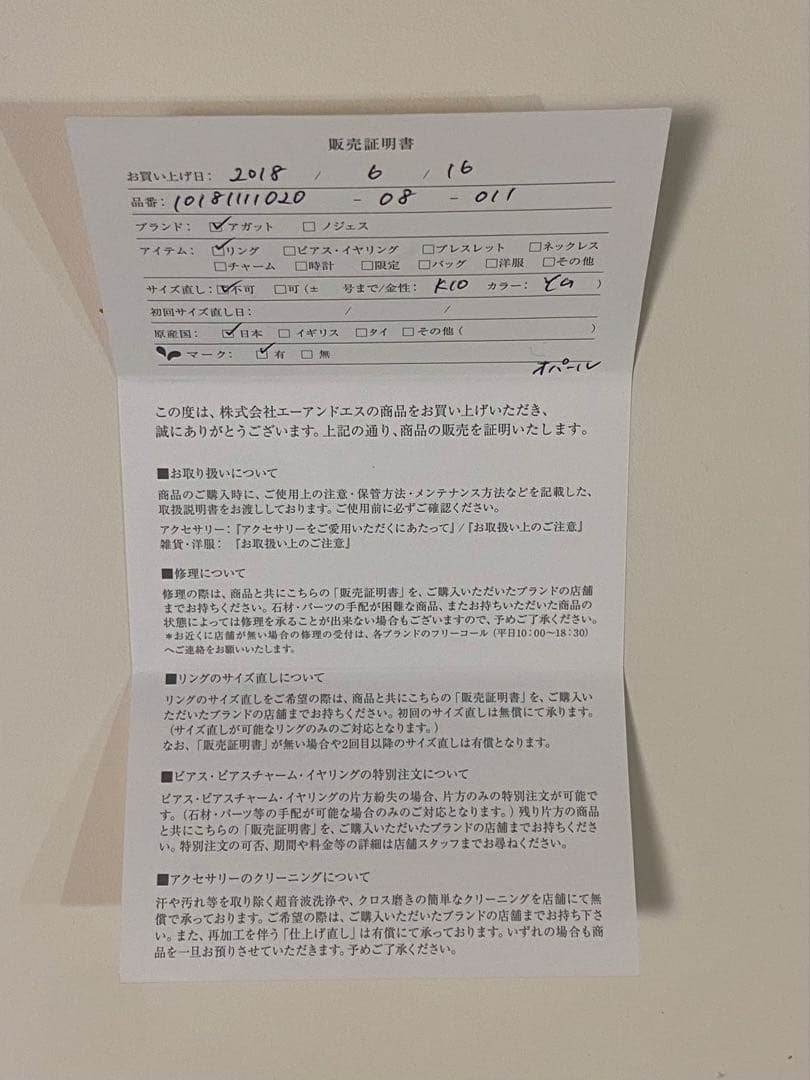 販売証明書
お買い上げ日： 2018 / 6 / 16
品番：10181111020 - 08 - 011
ブランド： ☑アガット □ノジェス
アイテム：☑リング □ピアス・イヤリング □ブレスレット □ネックレス
□チャーム □時計 □限定 □バッグ □洋服 □その他
サイズ直し：☑不可 □可（± 号まで/金性： K10 カラー： ）
初回サイズ直し日： / /
原産国： ☑日本 □イギリス □タイ □その他（ ）
マーク： ☑有 □無
オパール
この度は、株式会社エーアンドエスの商品をお買い上げいただき、
誠にありがとうございます。上記の通り、商品の販売を証明いたします。
■お取り扱いについて
商品のご購入時に、ご使用上の注意・保管方法・メンテナンス方法などを記載した、
取扱説明書をお渡ししております。ご使用前に必ずご確認ください。
アクセサリー：『アクセサリーをご愛用いただくにあたって』/『お取扱い上のご注意』
雑貨・洋服： 『お取扱い上のご注意』
■修理について
修理の際は、商品と共にこちらの「販売証明書」を、ご購入いただいたブランドの店舗
までお持ちください。石材・パーツの手配が困難な商品、またお持ちいただいた商品の
状態によっては修理を承ることが出来ない場合もございますので、予めご了承ください。
＊お近くに店舗が無い場合の修理の受付は、各ブランドのフリーコール（平日10：00〜18：30）
へご連絡をお願いいたします。
■リングのサイズ直しについて
リングのサイズ直しをご希望の際は、商品と共にこちらの「販売証明書」を、ご購入い
ただいたブランドの店舗までお持ちください。初回のサイズ直しは無償にて承ります。
（サイズ直しが可能なリングのみのご対応となります。）
なお、「販売証明書」が無い場合や2回目以降のサイズ直しは有償となります。
■ピアス・ピアスチャーム・イヤリングの特別注文について
ピアス・ピアスチャーム・イヤリングの片方紛失の場合、片方のみの特別注文が可能で
す。（石材・パーツ等の手配が可能な場合のみのご対応となります。）残り片方の商品
と共にこちらの「販売証明書」を、ご購入いただいたブランドの店舗までお持ちくださ
い。特別注文の可否、期間や料金等の詳細は店舗スタッフまでお尋ねください。
■アクセサリーのクリーニングについて
汗や汚れ等を取り除く超音波洗浄や、クロス磨きの簡単なクリーニングを店舗にて無
償で承っております。ご希望の際は、ご購入いただいたブランドの店舗までお持ち下さ
い。また、再加工を伴う「仕上げ直し」は有償にて承っております。いずれの場合も商
品を一旦お預りさせていただきます。予めご了承ください。